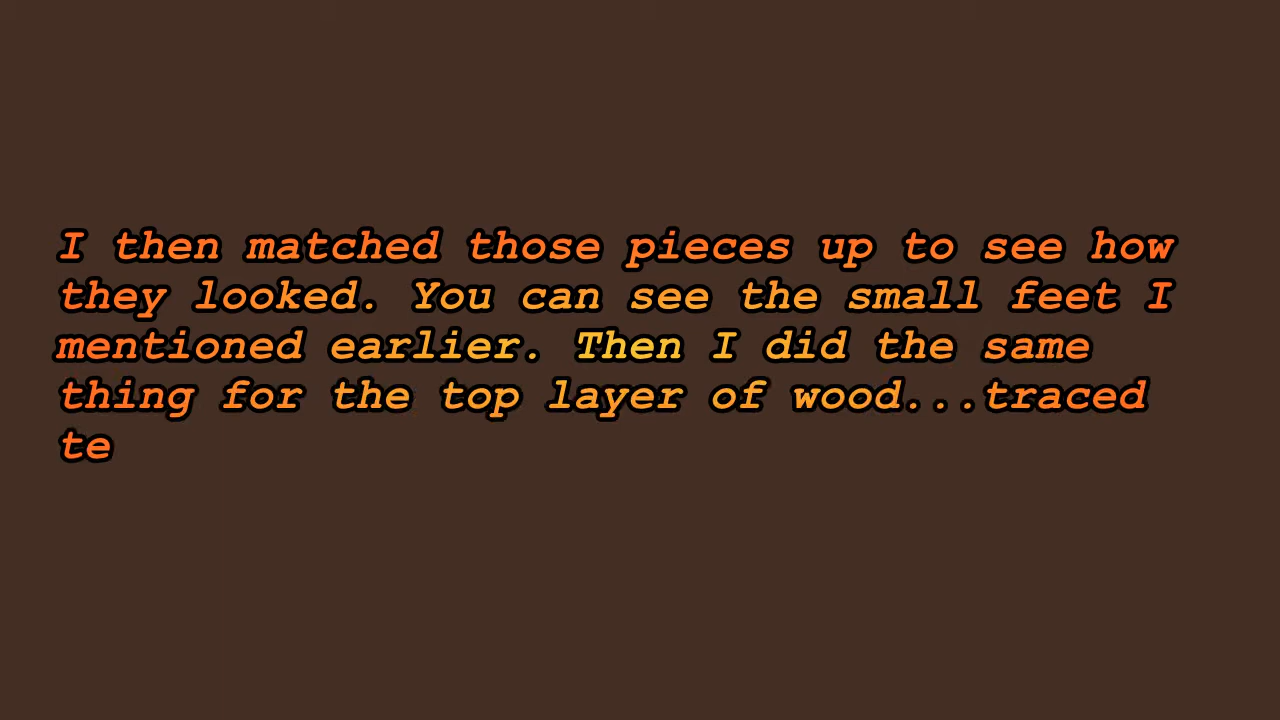 I then matched those pieces up to see how
they looked. You can see the small feet I
mentioned earlier. Then I did the same
thing for the top layer of wood...traced
te